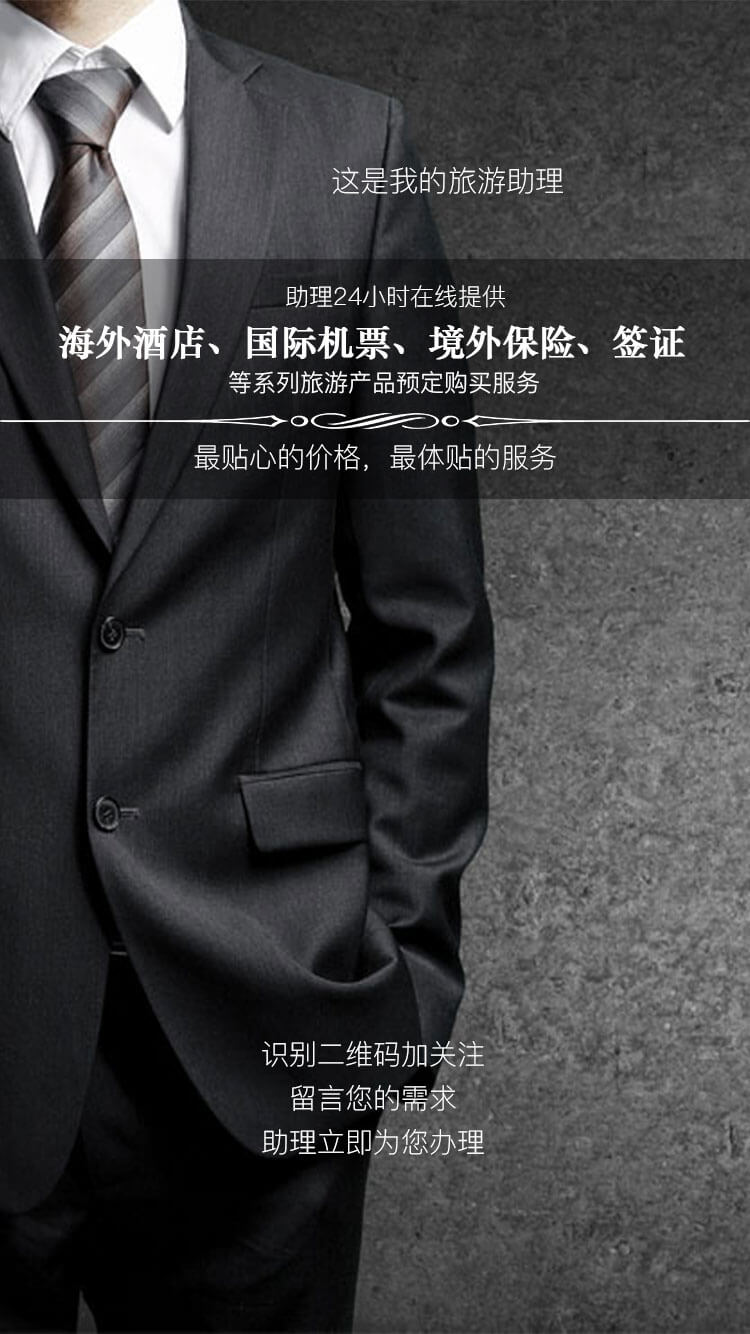 这是我的旅游助理
助理24小时在线提供
海外酒店、国际机票、境外保险、签证
等系列旅游产品预定购买服务
最贴心的价格，最体贴的服务
识别二维码加关注
留言您的需求
助理立即为您办理